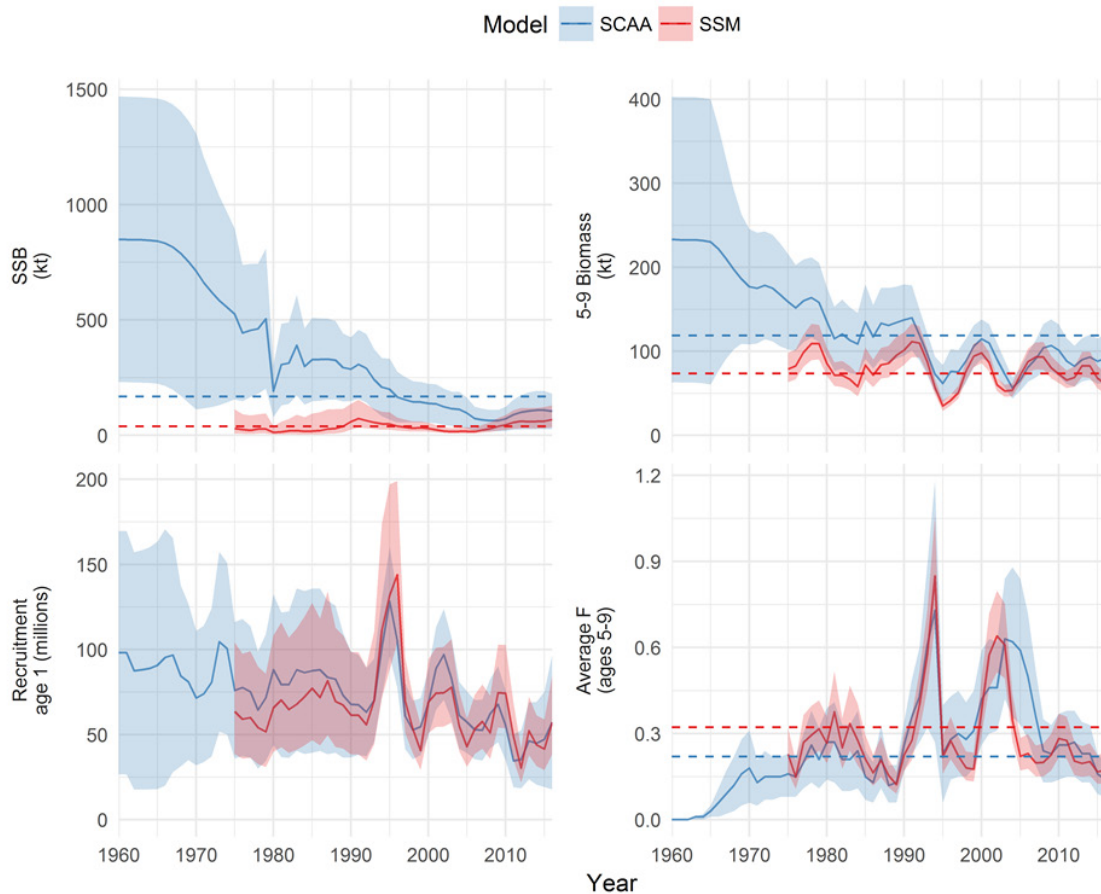 Model SCAA SSM
1500
1000
500
0
SSB
(kt)
400
300
200
100
0
5-9 Biomass
(kt)
200
150
100
50
0
Recruitment
age 1 (millions)
1960 1970 1980 1990 2000 2010
1.2
0.9
0.6
0.3
0.0
Average F
(ages 5-9)
1960 1970 1980 1990 2000 2010
Year